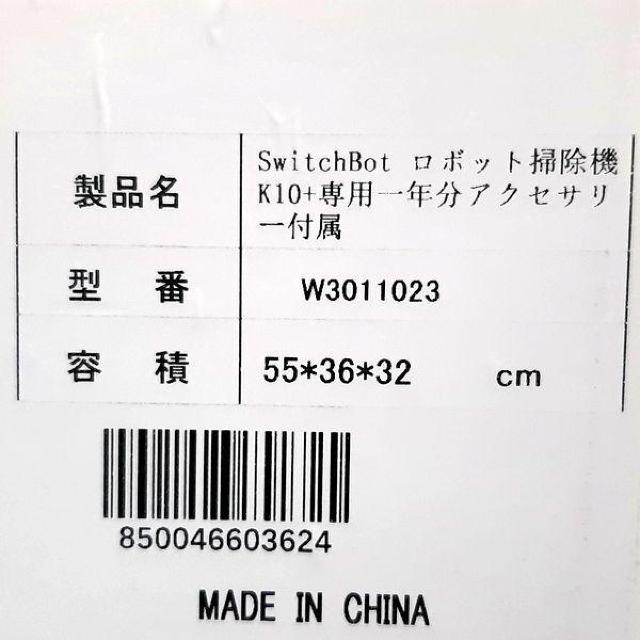 製品名
SwitchBot ロボット掃除機
K10+専用一年分アクセサリ
ー付属
型 番 W3011023
容 積 55*36*32 cm
850046603624
MADE IN CHINA